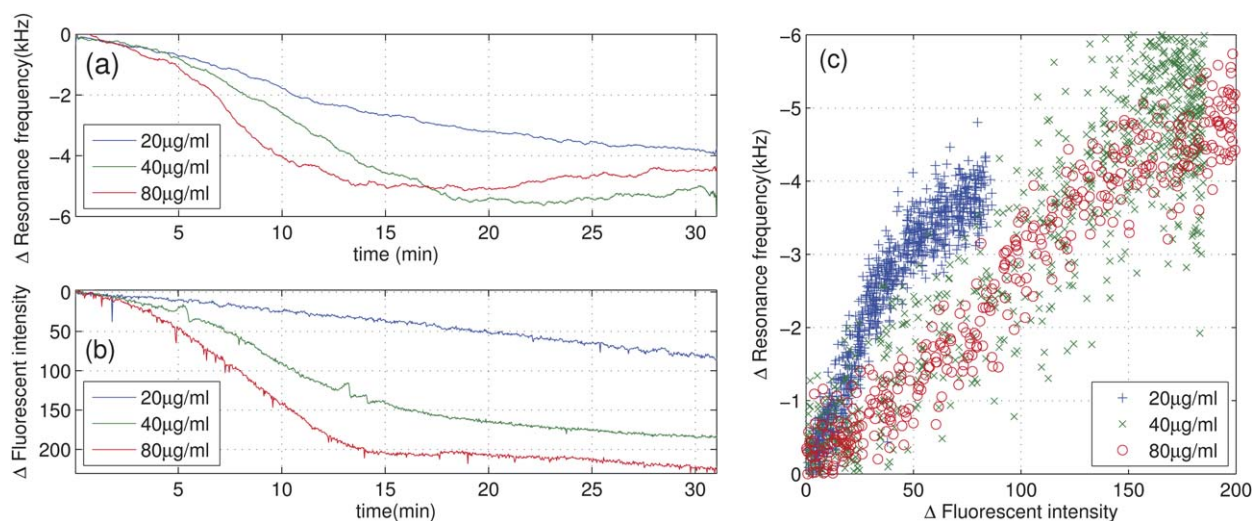 (a)
Δ Resonance frequency(kHz)
0
−2
−4
−6
20μg/ml
40μg/ml
80μg/ml
5 10 15 20 25 30
time (min)
(b)
Δ Fluorescent intensity
0
50
100
150
200
20μg/ml
40μg/ml
80μg/ml
5 10 15 20 25 30
time(min)
(c)
Δ Resonance frequency(kHz)
−6
−5
−4
−3
−2
−1
0
20μg/ml
40μg/ml
80μg/ml
0 50 100 150 200
Δ Fluorescent intensity